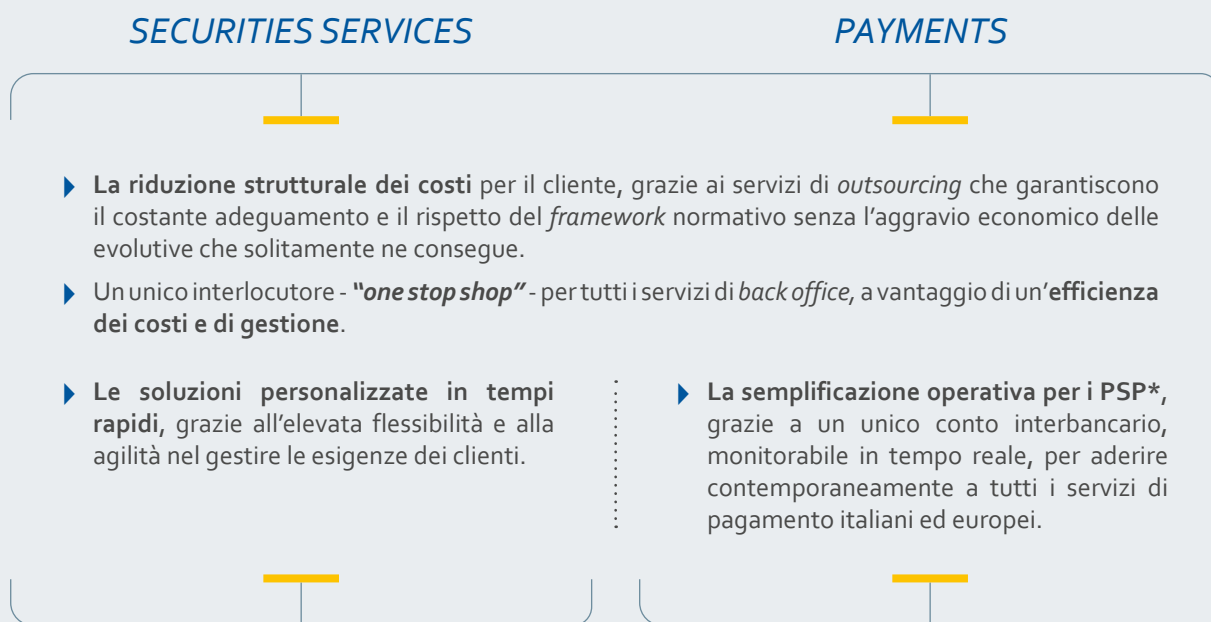 SECURITIES SERVICES
PAYMENTS
La riduzione strutturale dei costi per il cliente, grazie ai servizi di outsourcing che garantiscono
il costante adeguamento e il rispetto del framework normativo senza l'aggravio economico delle
evolutive che solitamente ne consegue.
Un unico interlocutore - “one stop shop” - per tutti i servizi di back office, a vantaggio di un'efficienza
dei costi e di gestione.
Le soluzioni personalizzate in tempi
rapidi, grazie all'elevata flessibilità e alla
agilità nel gestire le esigenze dei clienti.
La semplificazione operativa per i PSP*,
grazie a un unico conto interbancario,
monitorabile in tempo reale, per aderire
contemporaneamente a tutti i servizi di
pagamento italiani ed europei.